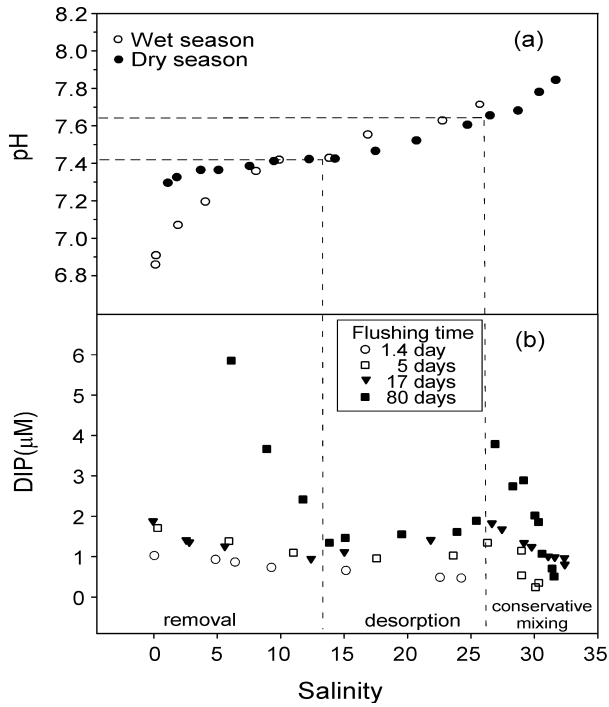 8.2
8.0
7.8
7.6
7.4
7.2
7.0
6.8
pH
Wet season
Dry season
(a)
6
5
4
3
2
1
0
DIP(μM)
Flushing time
1.4 day
5 days
17 days
80 days
(b)
removal
desorption
conservative
mixing
0 5 10 15 20 25 30 35
Salinity